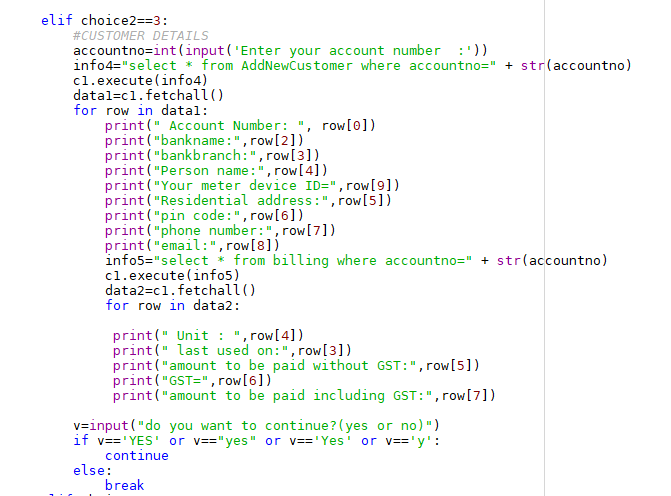 elif choice2==3:
#CUSTOMER DETAILS
accountno=int(input('Enter your account number  :'))
info4="select * from AddNewCustomer where accountno=" + str(accountno)
c1.execute(info4)
data1=c1.fetchall()
for row in data1:
print(" Account Number: ", row[0])
print("bankname:",row[2])
print("bankbranch:",row[3])
print("Person name:",row[4])
print("Your meter device ID=",row[9])
print("Residential address:",row[5])
print("pin code:",row[6])
print("phone number:",row[7])
print("email:",row[8])
info5="select * from billing where accountno=" + str(accountno)
c1.execute(info5)
data2=c1.fetchall()
for row in data2:
print(" Unit : ",row[4])
print(" last used on:",row[3])
print("amount to be paid without GST:",row[5])
print("GST=",row[6])
print("amount to be paid including GST:",row[7])
v=input("do you want to continue?(yes or no)")
if v=='YES' or v=="yes" or v=='Yes' or v=='y':
continue
else:
break